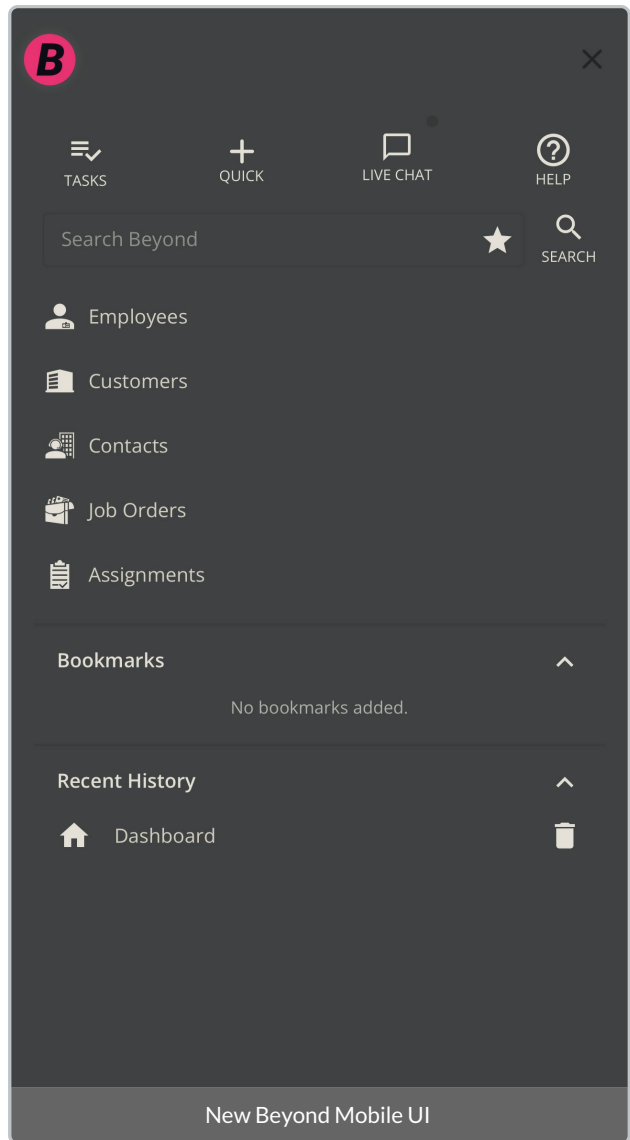 B
TASKS QUICK LIVE CHAT HELP
Search Beyond
SEARCH
Employees
Customers
Contacts
Job Orders
Assignments
Bookmarks
No bookmarks added.
Recent History
Dashboard
New Beyond Mobile UI